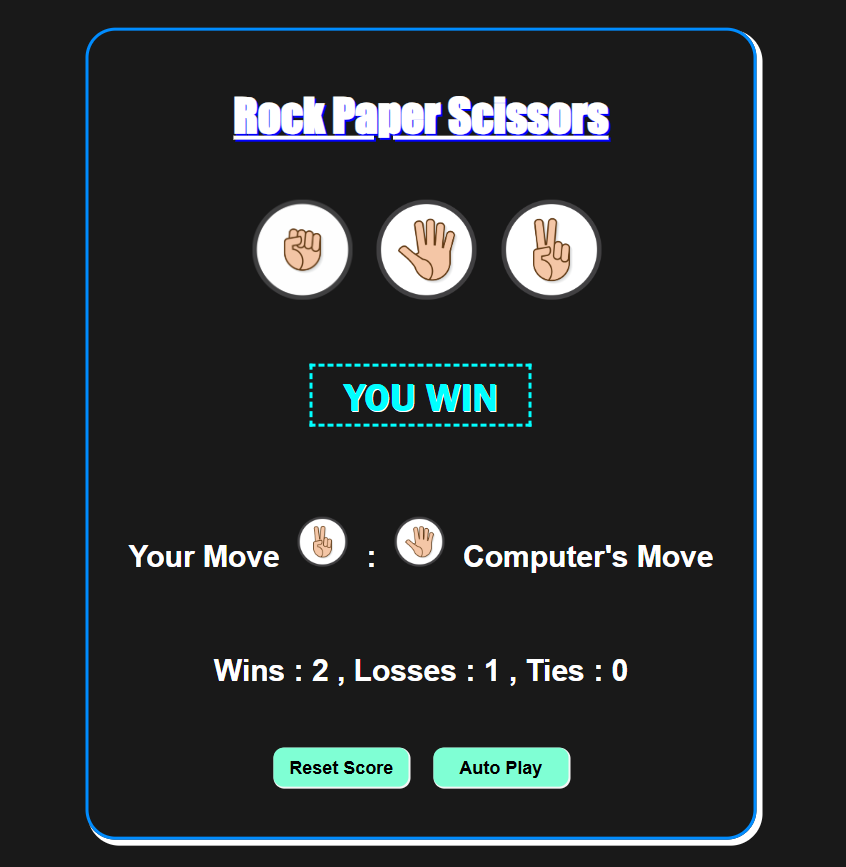 Rock Paper Scissors
YOU WIN
Your Move : Computer's Move
Wins : 2 , Losses : 1 , Ties : 0
Reset Score Auto Play